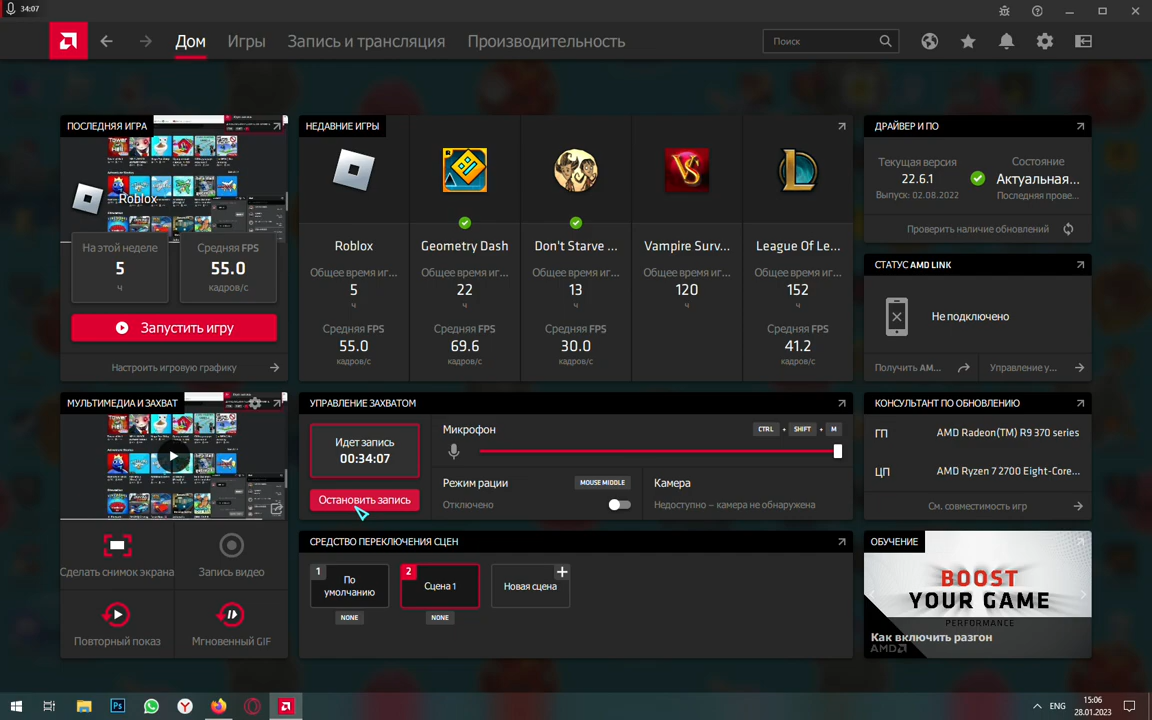 34:07
Дом
Игры
Запись и трансляция
Производительность
Поиск
ПОСЛЕДНЯЯ ИГРА
Roblox
На этой неделе
5
ч
Средняя FPS
55.0
кадров/с
Запустить игру
Настроить игровую графику
НЕДАВНИЕ ИГРЫ
Roblox
Общее время иг...
5
ч
Средняя FPS
55.0
кадров/с
Geometry Dash
Общее время иг...
22
ч
Средняя FPS
69.6
кадров/с
Don't Starve ...
Общее время иг...
13
ч
Средняя FPS
30.0
кадров/с
Vampire Surv...
Общее время иг...
120
ч
League Of Le...
Общее время иг...
152
ч
Средняя FPS
41.2
кадров/с
ДРАЙВЕР И ПО
Текущая версия
22.6.1
Выпуск: 02.08.2022
Состояние
Актуальная...
Последняя прове...
Проверить наличие обновлений
СТАТУС AMD LINK
Не подключено
Получить AM...
Управление у...
МУЛЬТИМЕДИА И ЗАХВАТ
Сделать снимок экрана
Запись видео
Повторный показ
Мгновенный GIF
УПРАВЛЕНИЕ ЗАХВАТОМ
Идет запись
00:34:07
Остановить запись
Микрофон
CTRL + SHIFT + M
Режим рации
MOUSE MIDDLE
Отключено
Камера
Недоступно – камера не обнаружена
СРЕДСТВО ПЕРЕКЛЮЧЕНИЯ СЦЕН
1
По
умолчанию
NONE
2
Сцена 1
NONE
Новая сцена
КОНСУЛЬТАНТ ПО ОБНОВЛЕНИЮ
ГП
AMD Radeon(TM) R9 370 series
ЦП
AMD Ryzen 7 2700 Eight-Core...
См. совместимость игр
ОБУЧЕНИЕ
BOOST
YOUR GAME
PERFORMANCE
Как включить разгон
AMD
Ps
ENG
15:06
28.01.2023